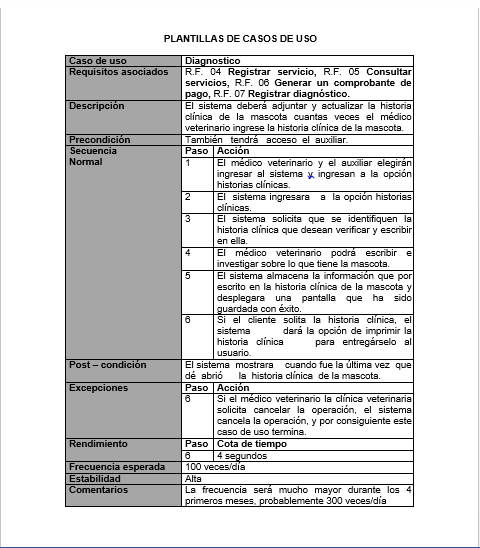 PLANTILLAS DE CASOS DE USO
Caso de uso Diagnostico
Requisitos asociados R.F. 04 Registrar servicio, R.F. 05 Consultar
servicios, R.F. 06 Generar un comprobante de
pago, R.F. 07 Registrar diagnóstico.
Descripción El sistema deberá adjuntar y actualizar la historia
clínica de la mascota cuantas veces el médico
veterinario ingrese la historia clínica de la mascota.
Precondición También tendrá acceso el auxiliar.
Secuencia Paso Acción
Normal 1 El médico veterinario y el auxiliar elegirán
ingresar al sistema y, ingresan a la opción
historias clínicas.
2 El sistema ingresara a la opción historias
clínicas.
3 El sistema solicita que se identifiquen la
historia clínica que desean verificar y escribir
en ella.
4 El médico veterinario podrá escribir e
investigar sobre lo que tiene la mascota.
5 El sistema almacena la información que por
escrito en la historia clínica de la mascota y
desplegara una pantalla que ha sido
guardada con éxito.
6 Si el cliente solita la historia clínica, el
sistema dará la opción de imprimir la
historia clínica para entregárselo al
usuario.
Post – condición El sistema mostrara cuando fue la última vez que
dé abrió la historia clínica de la mascota.
Excepciones Paso Acción
6 Si el médico veterinario la clínica veterinaria
solicita cancelar la operación, el sistema
cancela la operación, y por consiguiente este
caso de uso termina.
Rendimiento Paso Cota de tiempo
6 4 segundos
Frecuencia esperada 100 veces/día
Estabilidad Alta
Comentarios La frecuencia será mucho mayor durante los 4
primeros meses, probablemente 300 veces/día